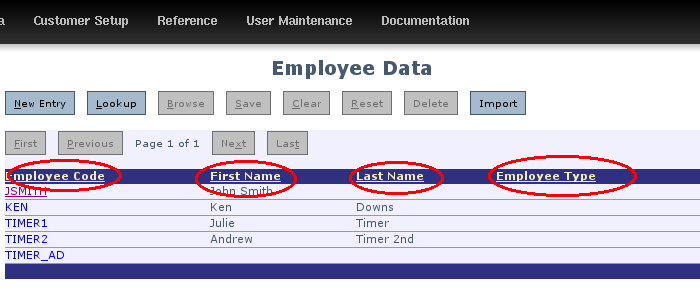 a Customer Setup Reference User Maintenance Documentation
Employee Data
New Entry Lookup Browse Save Clear Reset Delete Import
First Previous Page 1 of 1 Next Last
Employee Code First Name Last Name Employee Type
JSMITH John Smith
KEN Ken Downs
TIMER1 Julie Timer
TIMER2 Andrew Timer 2nd
TIMER_AD